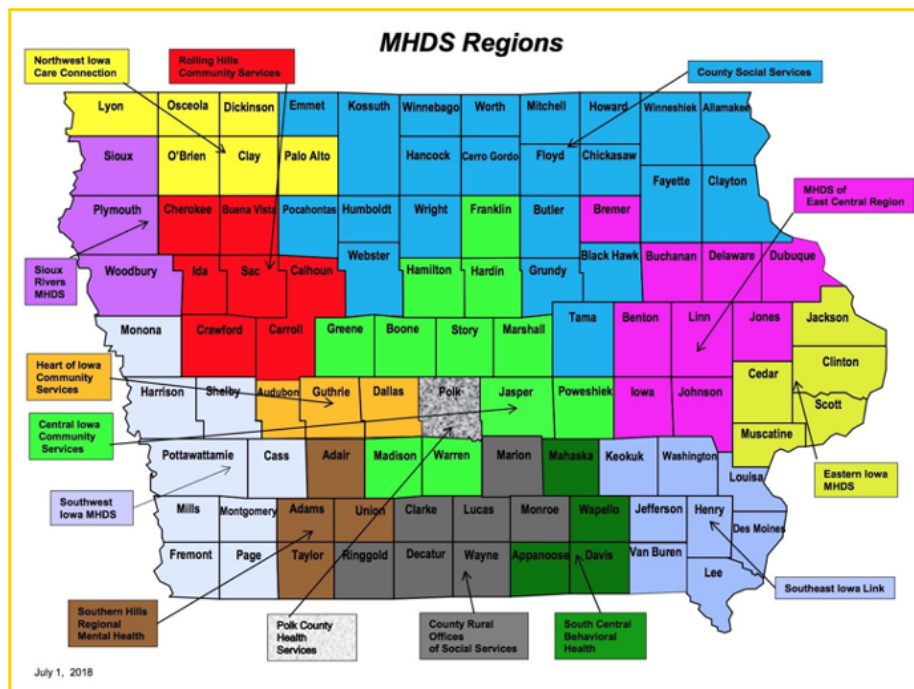 MHDS Regions
Northwest Iowa
Care Connection
Rolling Hills
Community Services
County Social Services
Lyon Osceola Dickinson Emmet Kossuth Winnebago Worth Mitchell Howard Winneshiek Allamakee
Sioux O'Brien Clay Palo Alto Hancock Cerro Gordo Floyd Chickasaw
Fayette Clayton
MHDS of
East Central Region
Plymouth Cherokee Buena Vista Pocahontas Humboldt Wright Franklin Butler Bremer
Sioux
Rivers
MHDS
Woodbury Ida Sac Calhoun Webster Hamilton Hardin Grundy Black Hawk Buchanan Delaware Dubuque
Monona Crawford Carroll Greene Boone Story Marshall Tama Benton Linn Jones Jackson
Clinton
Heart of Iowa
Community
Services
Harrison Shelby Audubon Guthrie Dallas Polk Jasper Poweshiek Iowa Johnson Cedar Scott
Muscatine
Central Iowa
Community
Services
Pottawattamie Cass Adair Madison Warren Marion Mahaska Keokuk Washington Louisa
Eastern Iowa
MHDS
Southwest
Iowa MHDS
Mills Montgomery Adams Union Clarke Lucas Monroe Wapello Jefferson Henry Des Moines
Fremont Page Taylor Ringgold Decatur Wayne Appanoose Davis Van Buren Lee
Southeast Iowa Link
Southern Hills
Regional
Mental Health
Polk County
Health
Services
County Rural
Offices
of Social Services
South Central
Behavioral
Health
July 1, 2018